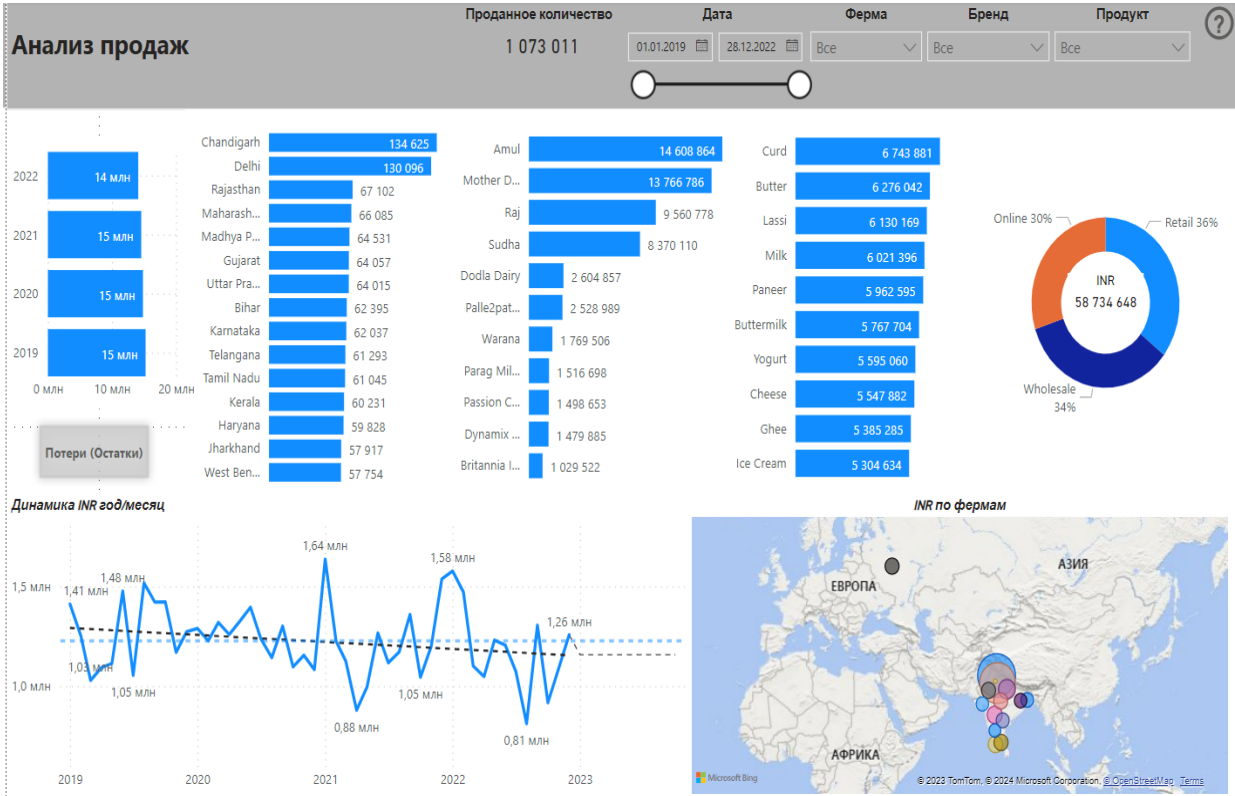 Анализ продаж
Проданное количество
1 073 011
Дата
01.01.2019
28.12.2022
Ферма
Все
Бренд
Все
Продукт
Все
?
2022
14 млн
2021
15 млн
2020
15 млн
2019
15 млн
0 млн 10 млн 20 млн
Потери (Остатки)
Chandigarh 134 625
Delhi 130 096
Rajasthan 67 102
Maharash... 66 085
Madhya P... 64 531
Gujarat 64 057
Uttar Pra... 64 015
Bihar 62 395
Karnataka 62 037
Telangana 61 293
Tamil Nadu 61 045
Kerala 60 231
Haryana 59 828
Jharkhand 57 917
West Ben... 57 754
Amul 14 608 864
Mother D... 13 766 786
Raj 9 560 778
Sudha 8 370 110
Dodla Dairy 2 604 857
Palle2pat... 2 528 989
Warana 1 769 506
Parag Mil... 1 516 698
Passion C... 1 498 653
Dynamix ... 1 479 885
Britannia I... 1 029 522
Curd 6 743 881
Butter 6 276 042
Lassi 6 130 169
Milk 6 021 396
Paneer 5 962 595
Buttermilk 5 767 704
Yogurt 5 595 060
Cheese 5 547 882
Ghee 5 385 285
Ice Cream 5 304 634
Online 30%
Retail 36%
INR
58 734 648
Wholesale
34%
Динамика INR год/месяц
1,5 млн
1,0 млн
1,41 млн
1,48 млн
1,03 млн
1,05 млн
1,64 млн
0,88 млн
1,05 млн
1,58 млн
0,81 млн
1,26 млн
2019 2020 2021 2022 2023
INR по фермам
АЗИЯ
ЕВРОПА
АФРИКА
Microsoft Bing
© 2023 TomTom, © 2024 Microsoft Corporation, © OpenStreetMap Terms